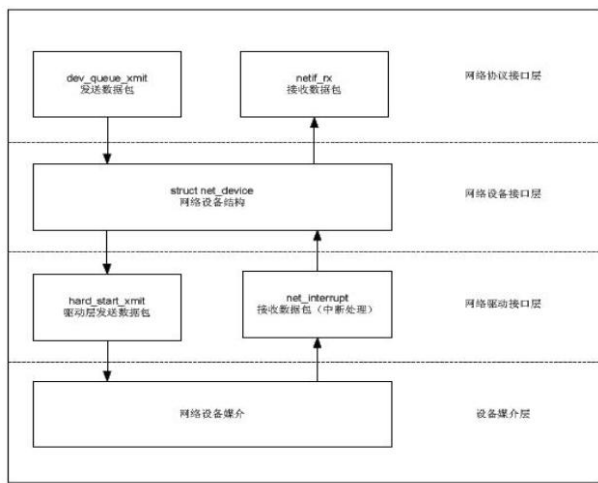 dev_queue_xmit
发送数据包
netif_rx
接收数据包
网络协议接口层
struct net_device
网络设备结构
网络设备接口层
hard_start_xmit
驱动层发送数据包
net_interrupt
接收数据包（中断处理）
网络驱动接口层
网络设备媒介
设备媒介层